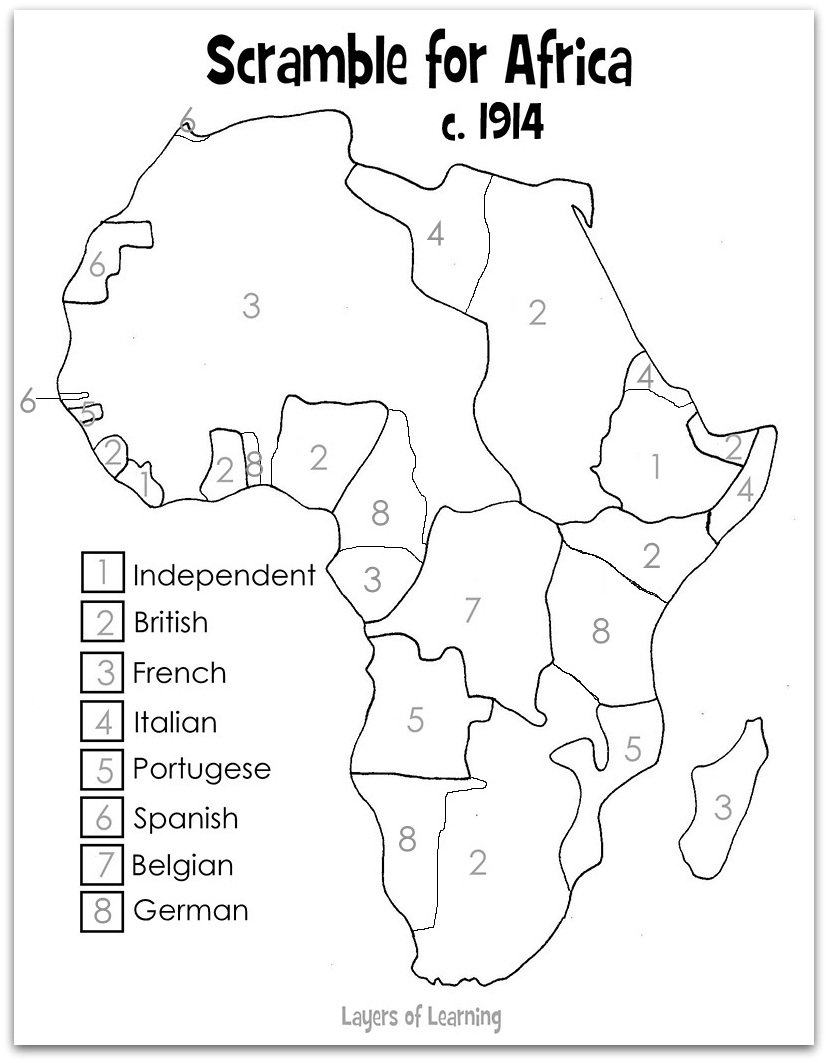 Scramble for Africa
c. 1914
6
4
6
3
2
4
6
5
2
1
2
8
2
1
2
4
8
3
2
7
8
5
5
3
8
2
1 Independent
2 British
3 French
4 Italian
5 Portugese
6 Spanish
7 Belgian
8 German
Layers of Learning